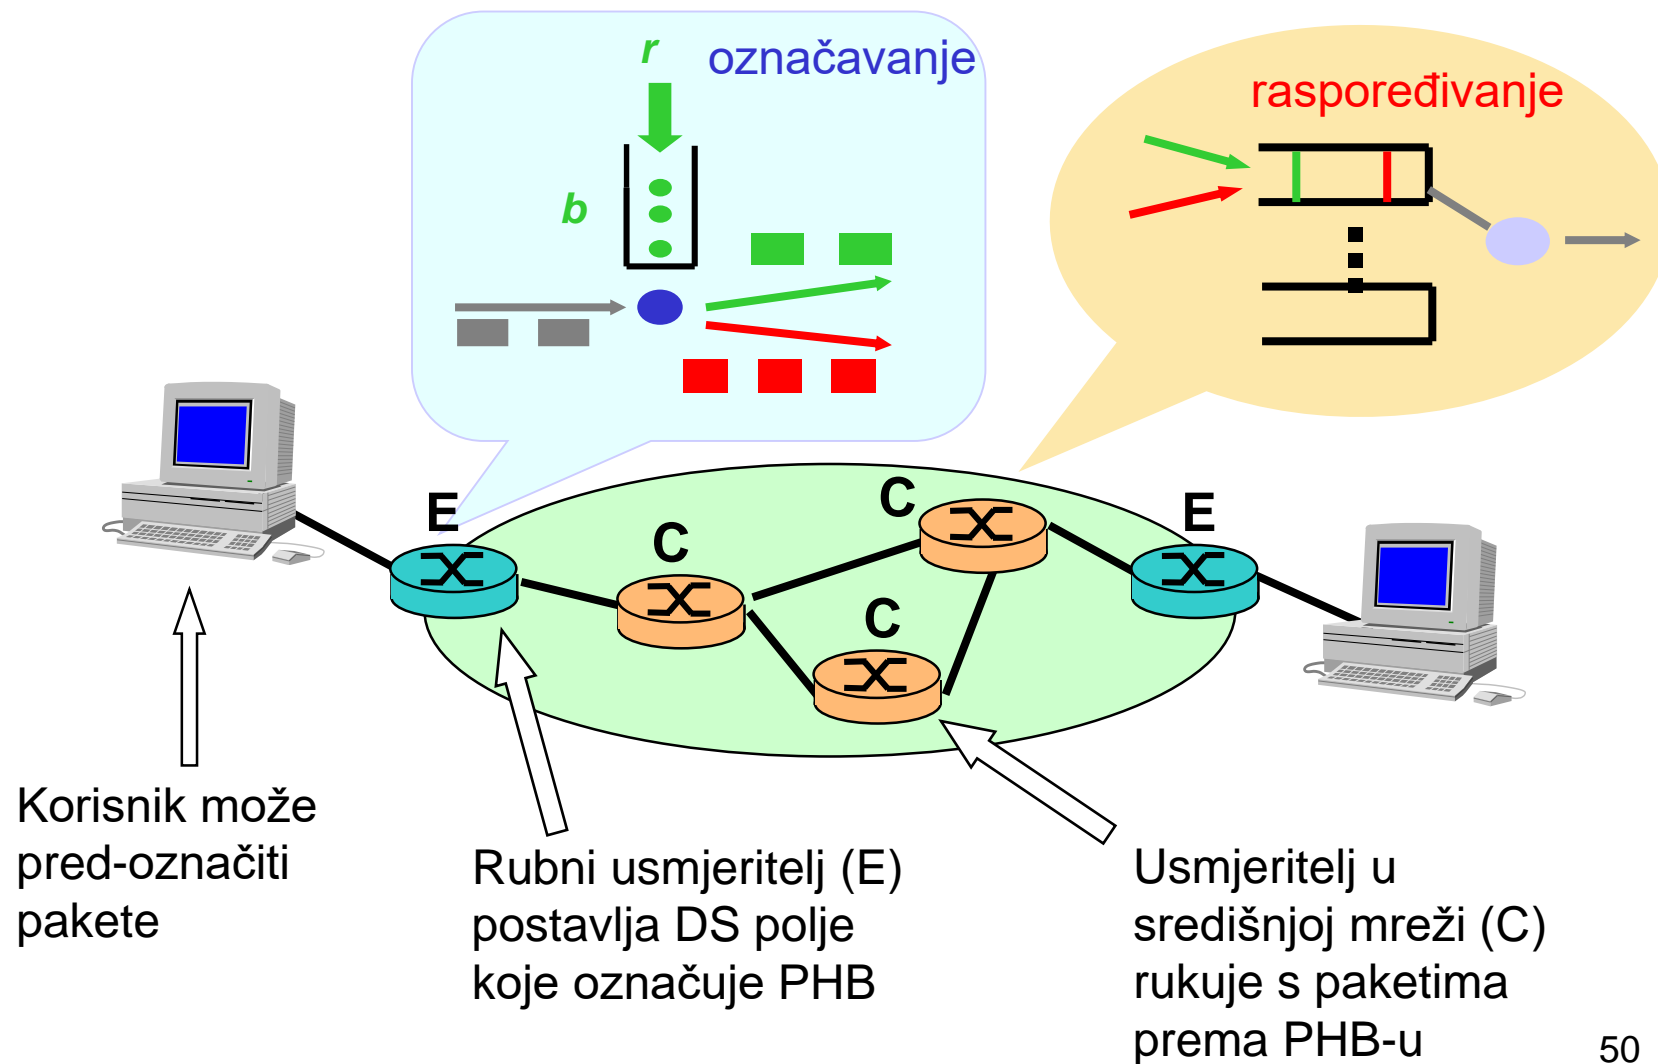 r
označavanje
raspoređivanje
b
E
C
C
E
C
Korisnik može
pred-označiti
pakete
Rubni usmjeritelj (E)
postavlja DS polje
koje označuje PHB
Usmjeritelj u
središnjoj mreži (C)
rukuje s paketima
prema PHB-u
50